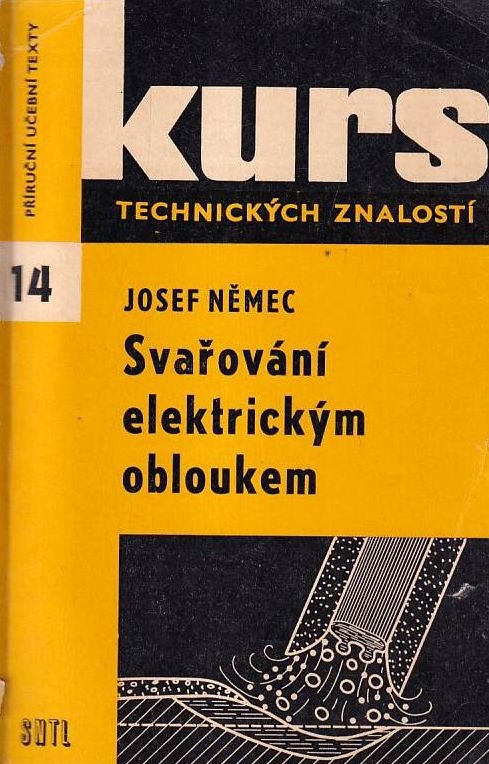 PŘÍRUČNÍ UČEBNÍ TEXTY
kurs
TECHNICKÝCH ZNALOSTÍ
14
JOSEF NĚMEC
Svařování
elektrickým
obloukem
SNTL